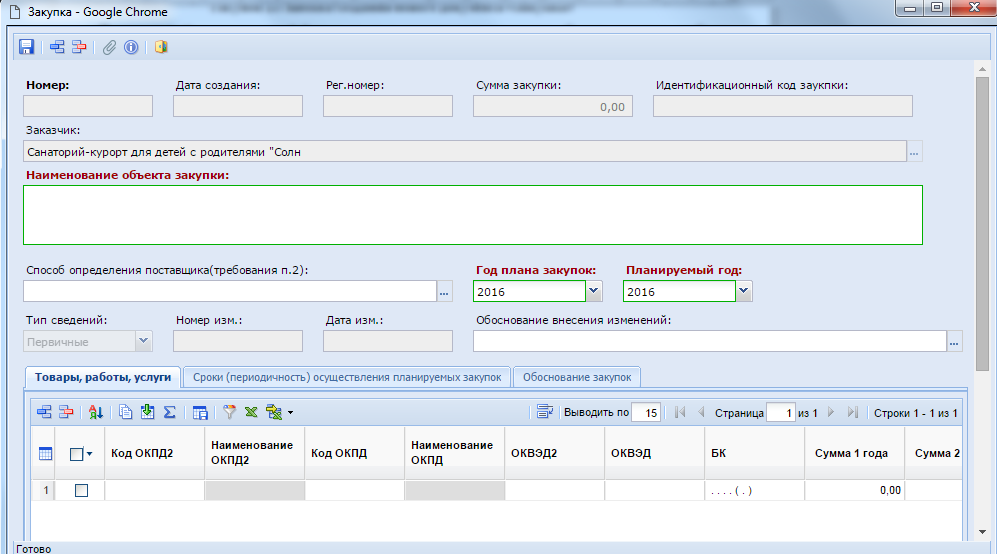 Закупка - Google Chrome
Номер: Дата создания: Рег.номер: Сумма закупки: Идентификационный код заукпки:
0,00
Заказчик:
Санаторий-курорт для детей с родителями "Солн ...
Наименование объекта закупки:
Способ определения поставщика(требования п.2): Год плана закупок: Планируемый год:
... 2016 2016
Тип сведений: Номер изм.: Дата изм.: Обоснование внесения изменений:
Первичные ...
Товары, работы, услуги Сроки (периодичность) осуществления планируемых закупок Обоснование закупок
Выводить по 15 Страница 1 из 1 Строки 1 - 1 из 1
Код ОКПД2 Наименование ОКПД2 Код ОКПД Наименование ОКПД ОКВЭД2 ОКВЭД БК Сумма 1 года Сумма 2
1 . . . . ( . ) 0,00
Готово